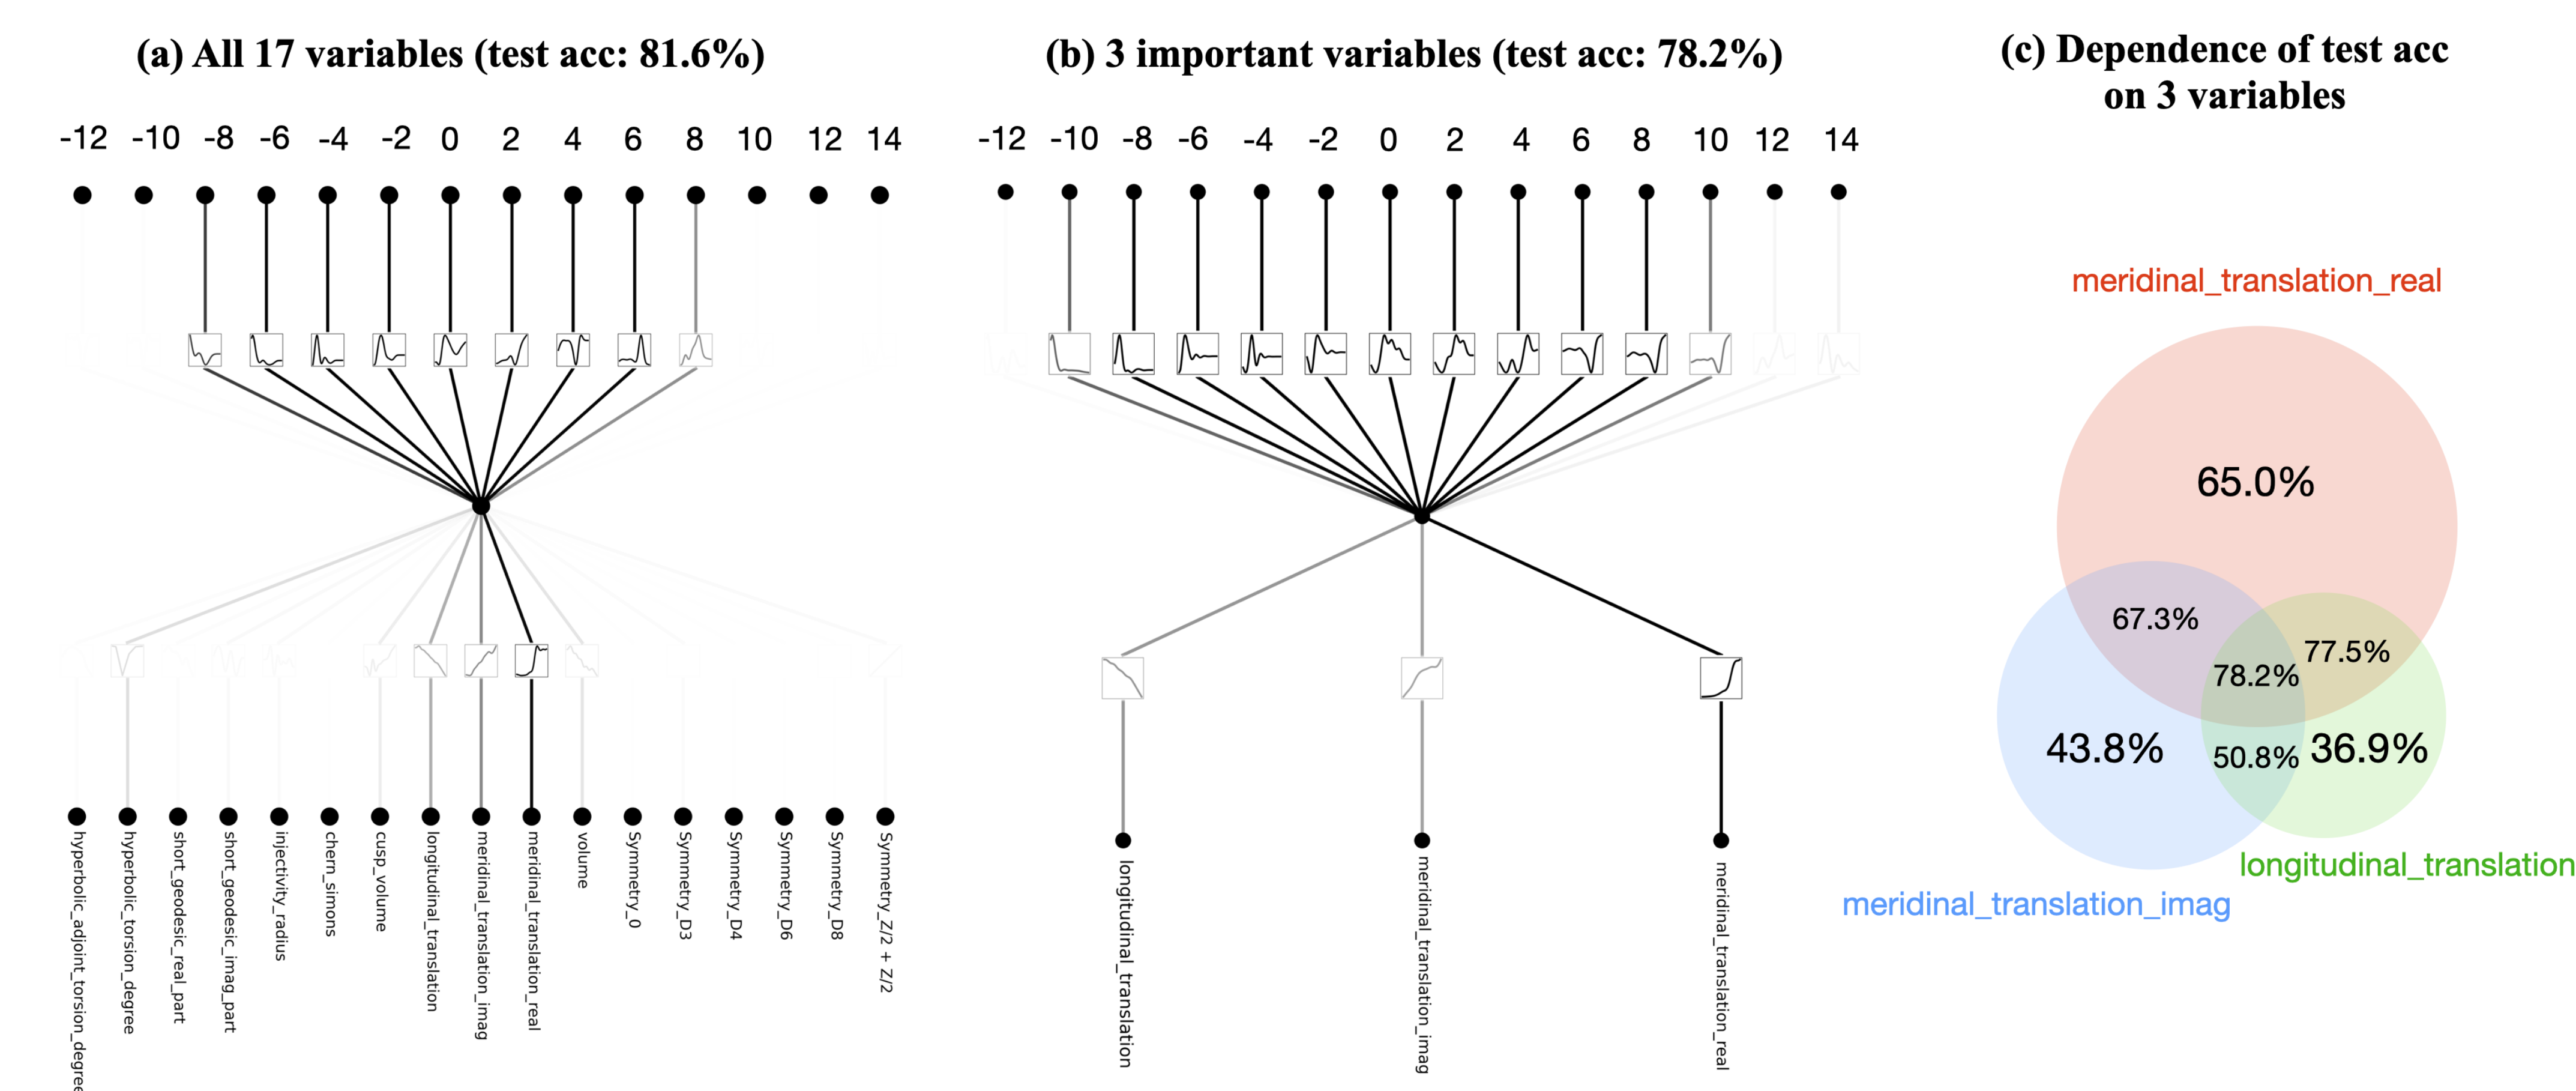 (a) All 17 variables (test acc: 81.6%)
-12 -10 -8 -6 -4 -2 0 2 4 6 8 10 12 14
hyperbolic_adjoint_torsion_degree
hyperbolic_torsion_degree
short_geodesic_real_part
short_geodesic_imag_part
injectivity_radius
chern_simons
cusp_volume
longitudinal_translation
meridinal_translation_imag
meridinal_translation_real
volume
Symmetry_0
Symmetry_D3
Symmetry_D4
Symmetry_D6
Symmetry_D8
Symmetry_Z/2 + Z/2
(b) 3 important variables (test acc: 78.2%)
-12 -10 -8 -6 -4 -2 0 2 4 6 8 10 12 14
longitudinal_translation
meridinal_translation_imag
meridinal_translation_real
(c) Dependence of test acc
on 3 variables
meridinal_translation_real
65.0%
67.3%
77.5%
78.2%
43.8%
50.8%
36.9%
longitudinal_translation
meridinal_translation_imag